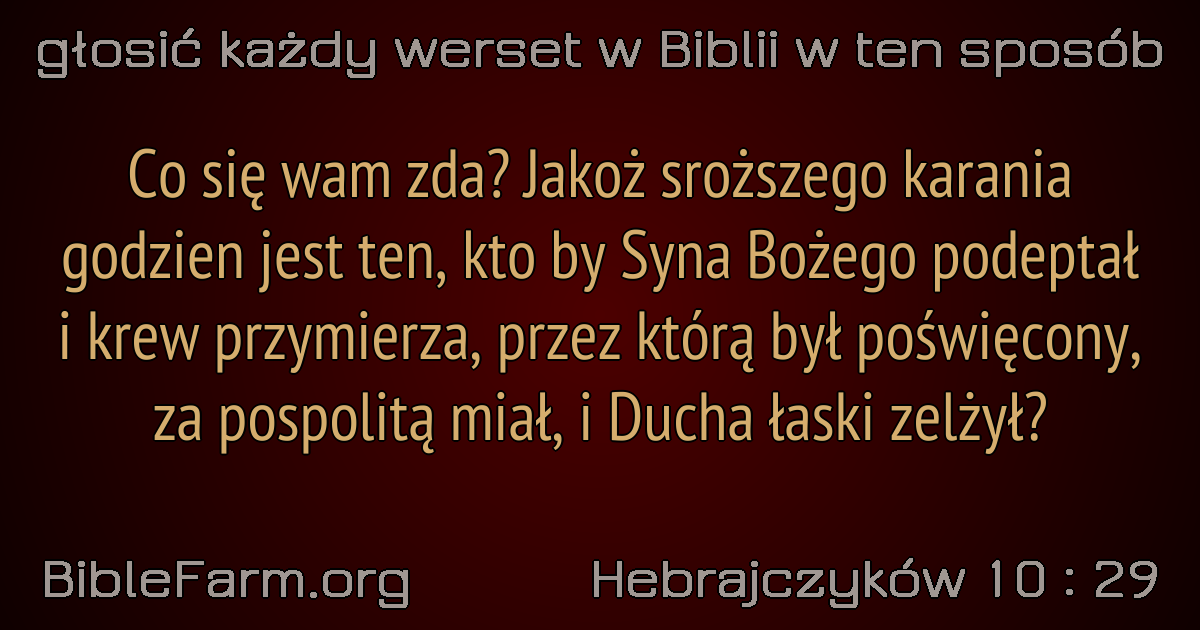 głosić każdy werset w Biblii w ten sposób
Co się wam zda? Jakoż sroższego karania
godzien jest ten, kto by Syna Bożego podeptał
i krew przymierza, przez którą był poświęcony,
za pospolitą miał, i Ducha łaski zelżył?
BibleFarm.org
Hebrajczyków 10 : 29